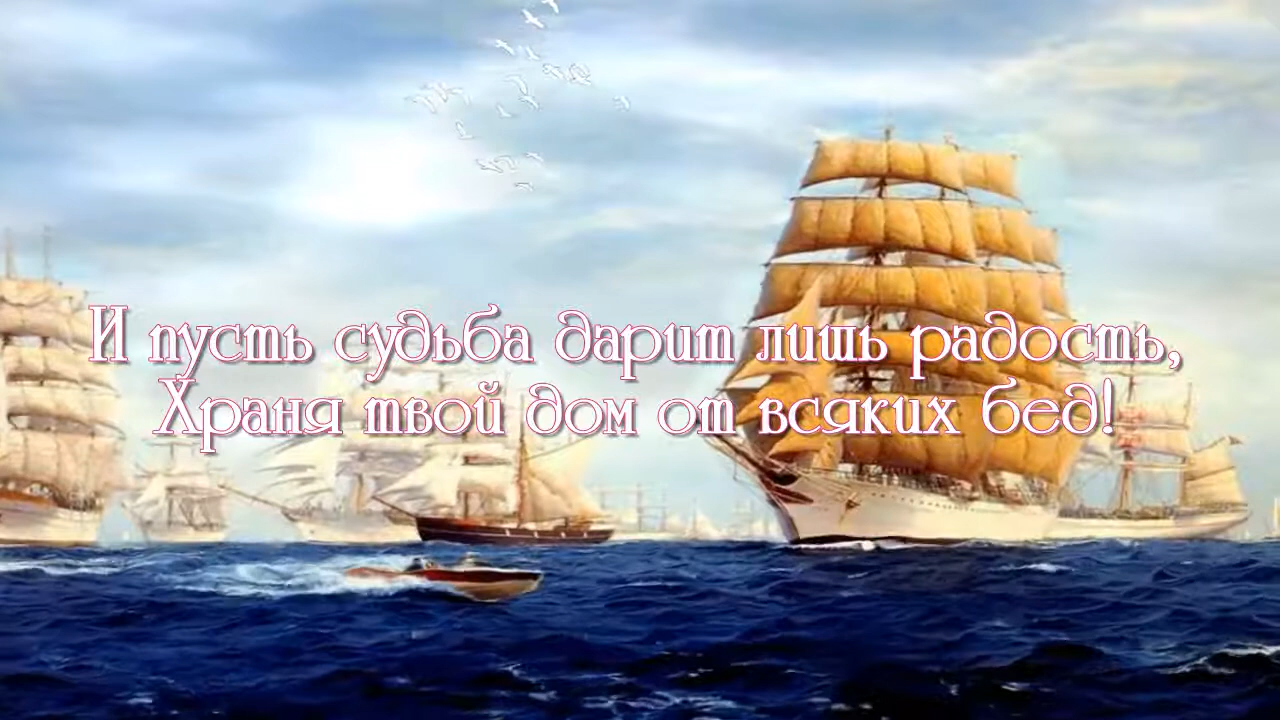 И пусть судьба дарит лишь радость,
Храня твой дом от всяких бед!